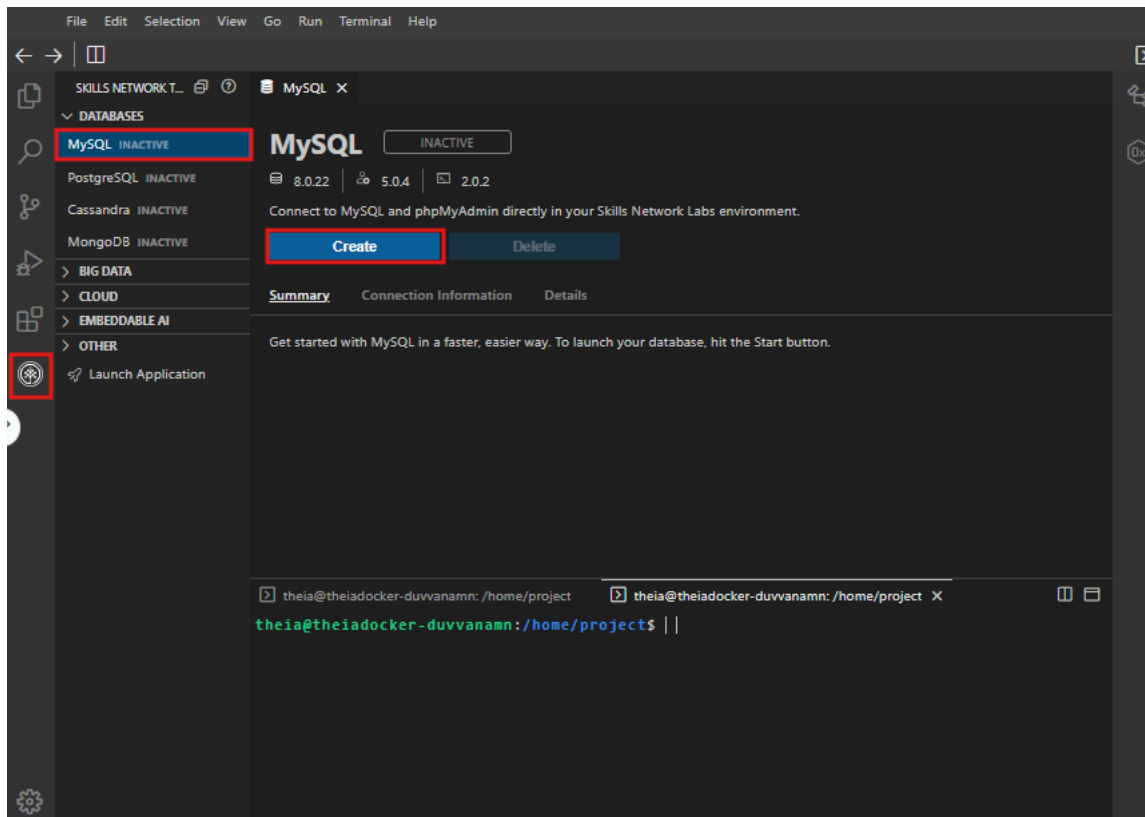 File Edit Selection View Go Run Terminal Help
SKILLS NETWORK T...
MySQL
DATABASES
MySQL INACTIVE
PostgreSQL INACTIVE
Cassandra INACTIVE
MongoDB INACTIVE
BIG DATA
CLOUD
EMBEDDABLE AI
OTHER
Launch Application
MySQL INACTIVE
8.0.22 5.0.4 2.0.2
Connect to MySQL and phpMyAdmin directly in your Skills Network Labs environment.
Create Delete
Summary Connection Information Details
Get started with MySQL in a faster, easier way. To launch your database, hit the Start button.
theia@theiadocker-duvvanamn: /home/project theia@theiadocker-duvvanamn: /home/project
theia@theiadocker-duvvanamn:/home/project$